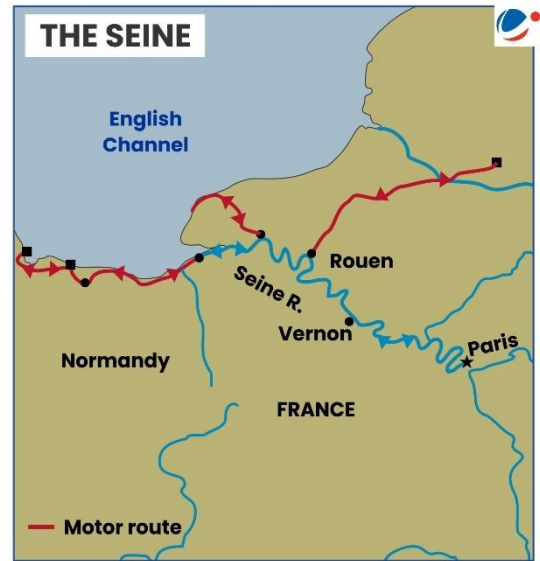 THE SEINE
English
Channel
Rouen
Seine R.
Vernon
Paris
Normandy
FRANCE
Motor route